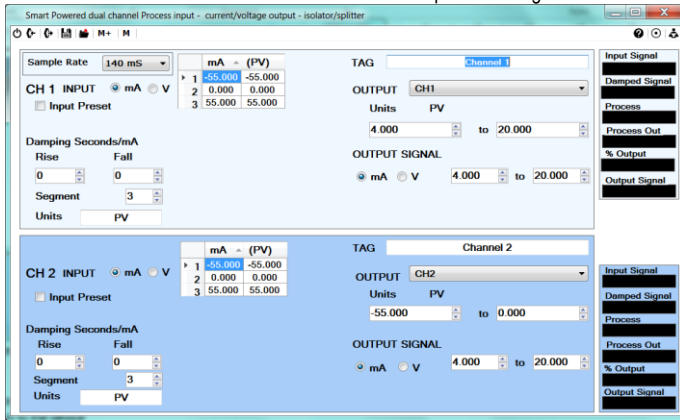 Smart Powered dual channel Process input - current/voltage output - isolator/splitter
M+ M
Sample Rate 140 mS
mA (PV)
1 -55.000 -55.000
2 0.000 0.000
3 55.000 55.000
CH 1 INPUT mA V
Input Preset
Damping Seconds/mA
Rise Fall
0 0
Segment 3
Units PV
TAG Channel 1
OUTPUT CH1
Units PV
4.000 to 20.000
OUTPUT SIGNAL
mA V 4.000 to 20.000
Input Signal
Damped Signal
Process
Process Out
% Output
Output Signal
mA (PV)
1 -55.000 -55.000
2 0.000 0.000
3 55.000 55.000
CH 2 INPUT mA V
Input Preset
Damping Seconds/mA
Rise Fall
0 0
Segment 3
Units PV
TAG Channel 2
OUTPUT CH2
Units PV
-55.000 to 0.000
OUTPUT SIGNAL
mA V 4.000 to 20.000
Input Signal
Damped Signal
Process
Process Out
% Output
Output Signal